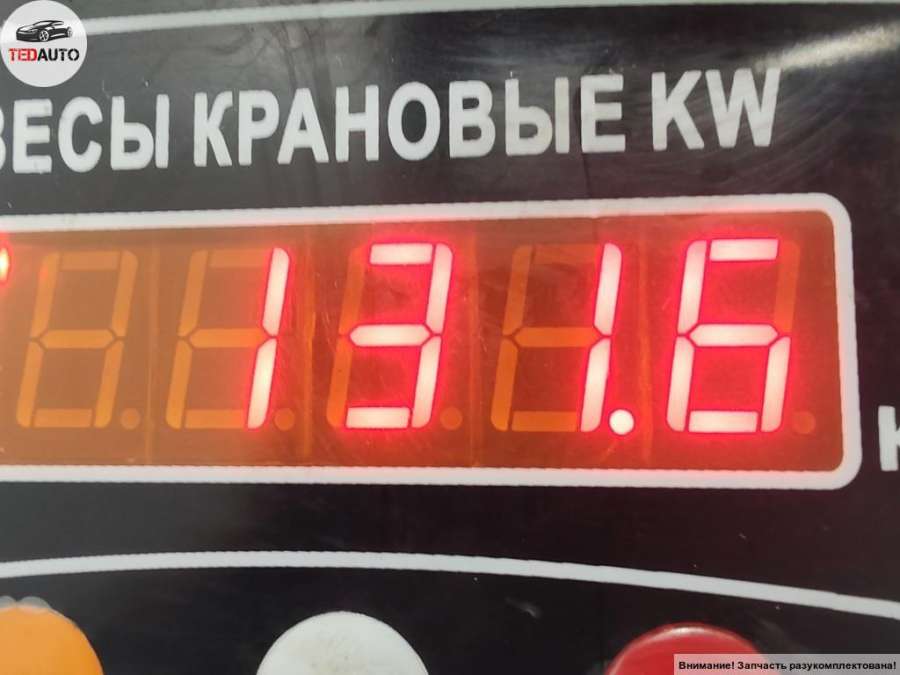 TEDAUTO
ВЕСЫ КРАНОВЫЕ KW
131.6
К
Внимание! Запчасть разукомплектована!